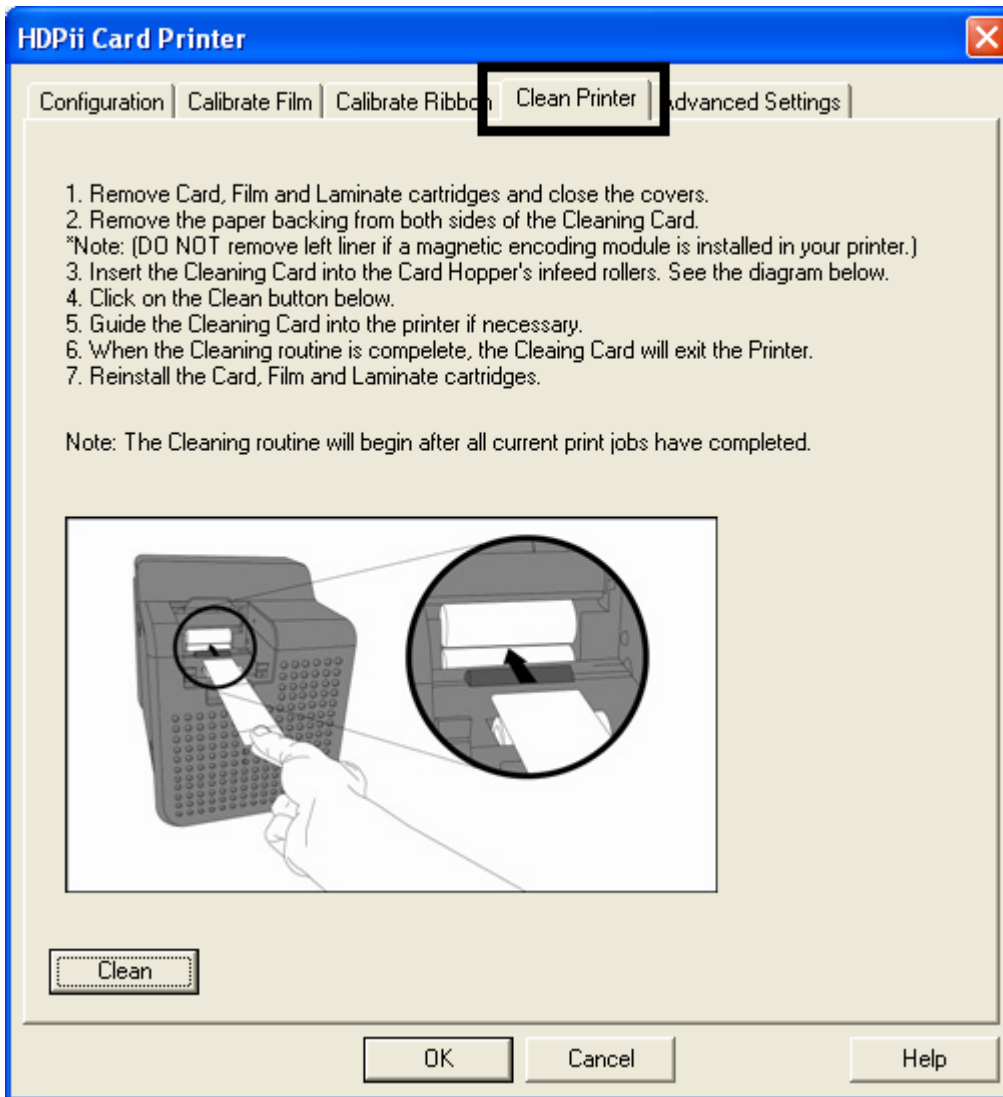 HDPii Card Printer
Configuration
Calibrate Film
Calibrate Ribbon
Clean Printer
Advanced Settings
1. Remove Card, Film and Laminate cartridges and close the covers.
2. Remove the paper backing from both sides of the Cleaning Card.
*Note: (DO NOT remove left liner if a magnetic encoding module is installed in your printer.)
3. Insert the Cleaning Card into the Card Hopper's infeed rollers. See the diagram below.
4. Click on the Clean button below.
5. Guide the Cleaning Card into the printer if necessary.
6. When the Cleaning routine is compelete, the Cleaing Card will exit the Printer.
7. Reinstall the Card, Film and Laminate cartridges.
Note: The Cleaning routine will begin after all current print jobs have completed.
Clean
OK
Cancel
Help